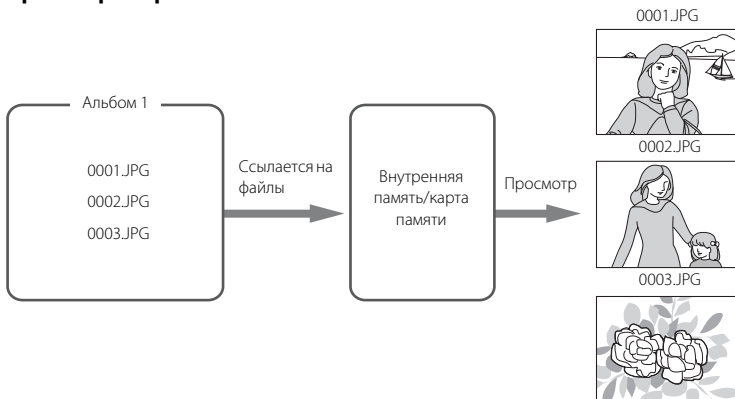 Альбом 1
0001.JPG
0002.JPG
0003.JPG
Ссылается на
файлы
Внутренняя
память/карта
памяти
Просмотр
0001.JPG
0002.JPG
0003.JPG